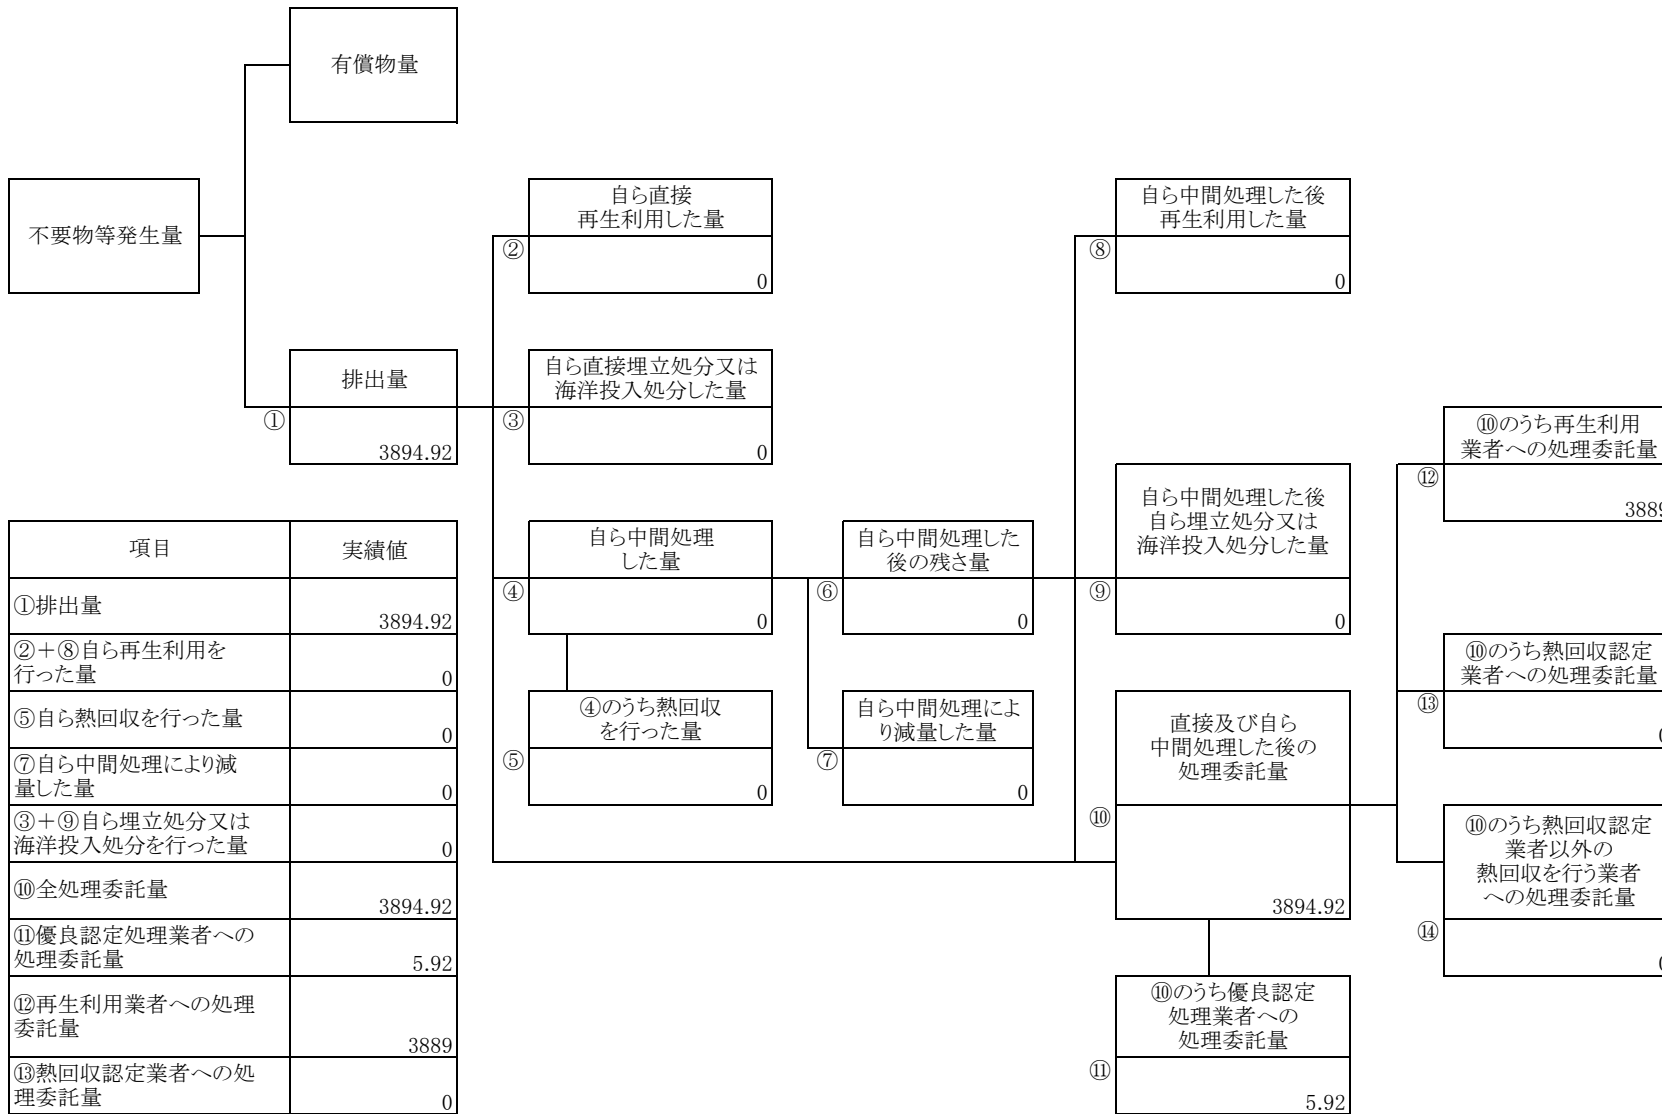 有償物量
不要物等発生量
自ら直接
再生利用した量
②
0
自ら中間処理した後
再生利用した量
⑧
0
排出量
①
3894.92
自ら直接埋立処分又は
海洋投入処分した量
③
0
⑩のうち再生利用
業者への処理委託量
⑫
3889
自ら中間処理
した量
④
0
自ら中間処理した
後の残さ量
⑥
0
自ら中間処理した後
自ら埋立処分又は
海洋投入処分した量
⑨
0
⑩のうち熱回収認定
業者への処理委託量
⑬
0
④のうち熱回収
を行った量
⑤
0
自ら中間処理によ
り減量した量
⑦
0
直接及び自ら
中間処理した後の
処理委託量
⑩
3894.92
⑩のうち熱回収認定
業者以外の
熱回収を行う業者
への処理委託量
⑭
0
⑩のうち優良認定
処理業者への
処理委託量
⑪
5.92
項目 実績値
①排出量 3894.92
②＋⑧自ら再生利用を
行った量 0
⑤自ら熱回収を行った量 0
⑦自ら中間処理により減
量した量 0
③＋⑨自ら埋立処分又は
海洋投入処分を行った量 0
⑩全処理委託量 3894.92
⑪優良認定処理業者への
処理委託量 5.92
⑫再生利用業者への処理
委託量 3889
⑬熱回収認定業者への処
理委託量 0